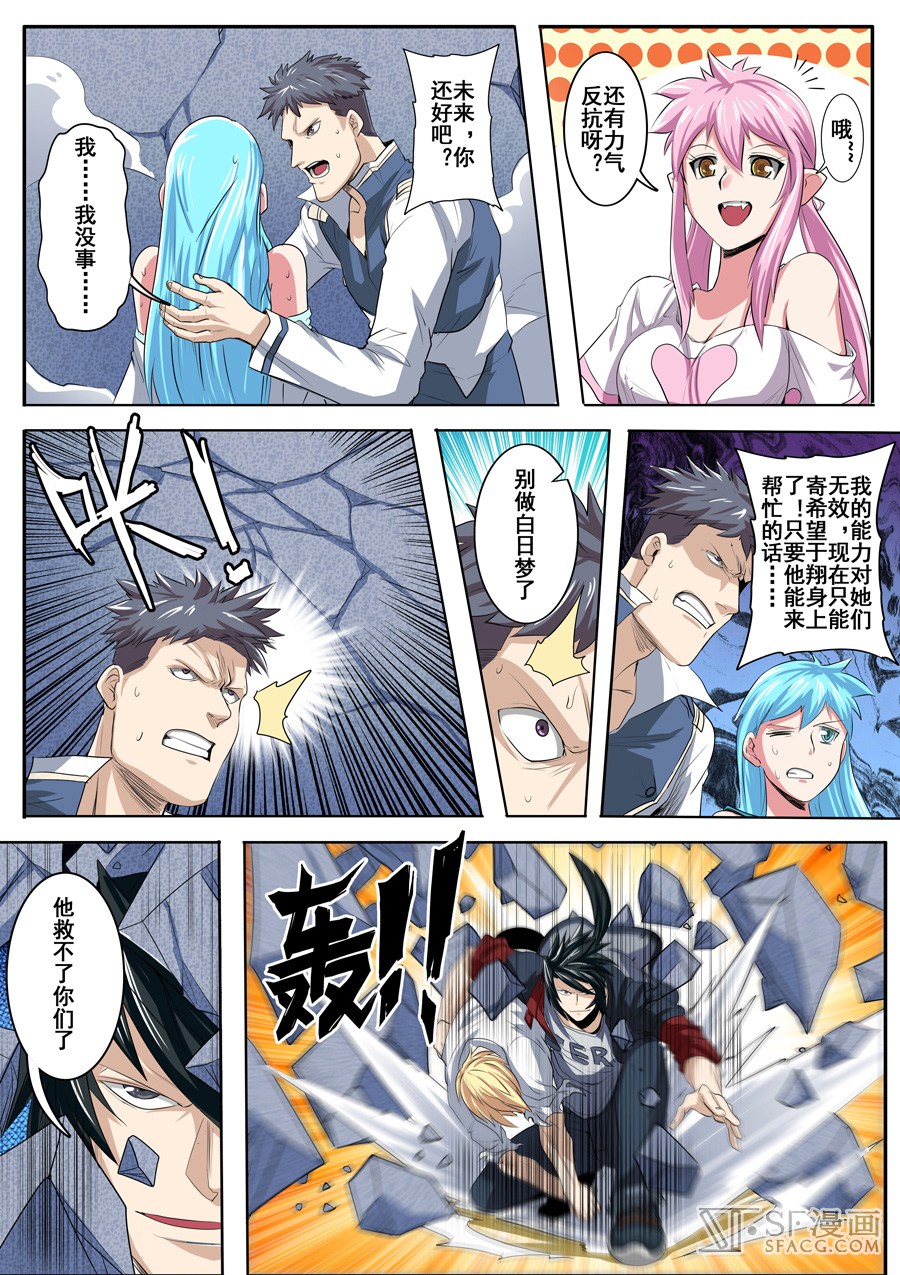 哦~~
还有力气
反抗呀？
未来，你
还好吧？
我……我没事……
我的能力对她们
无效，现在只能
寄希望于翔身上
了！只要他能来
帮忙的话……
别做白日梦了
咔！
轰!!
ER
他救不了你们了
SF漫画
SFACG.COM